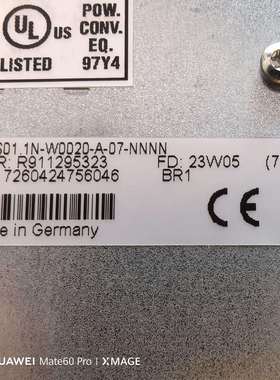 POW.
CONV.
EQ.
97Y4
C UL US
LISTED
S01.1N-W0020-A-07-NNNN
R: R911295323 FD: 23W05 (7
7260424756046 BR1
e in Germany
CE
HUAWEI Mate60 Pro | XMAGE